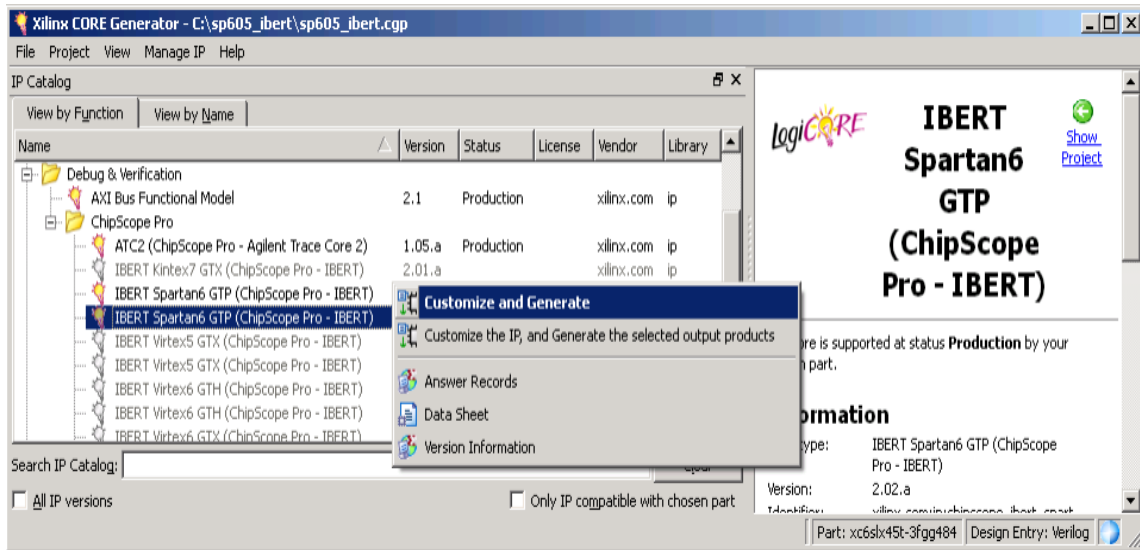 Xilinx CORE Generator - C:\sp605_ibert\sp605_ibert.cgp
File Project View Manage IP Help
IP Catalog
View by Function View by Name
Name Version Status License Vendor Library
Debug & Verification
AXI Bus Functional Model 2.1 Production xilinx.com ip
ChipScope Pro
ATC2 (ChipScope Pro - Agilent Trace Core 2) 1.05.a Production xilinx.com ip
IBERT Kintex7 GTX (ChipScope Pro - IBERT) 2.01.a xilinx.com ip
IBERT Spartan6 GTP (ChipScope Pro - IBERT)
IBERT Spartan6 GTP (ChipScope Pro - IBERT)
IBERT Virtex5 GTX (ChipScope Pro - IBERT)
IBERT Virtex5 GTX (ChipScope Pro - IBERT)
IBERT Virtex6 GTH (ChipScope Pro - IBERT)
IBERT Virtex6 GTH (ChipScope Pro - IBERT)
IBERT Virtex6 GTX (ChipScope Pro - IBERT)
Customize and Generate
Customize the IP, and Generate the selected output products
Answer Records
Data Sheet
Version Information
Search IP Catalog:
All IP versions
Only IP compatible with chosen part
LogiCORE
IBERT
Spartan6
GTP
(ChipScope
Pro - IBERT)
Show
Project
re is supported at status Production by your
part.
ormation
ype: IBERT Spartan6 GTP (ChipScope
Pro - IBERT)
Version: 2.02.a
Part: xc6slx45t-3fgg484 Design Entry: Verilog